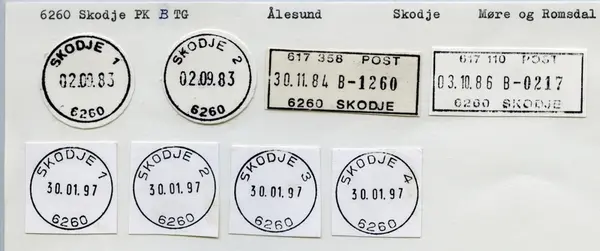 6260 Skodje PK B TG Ålesund Skodje Møre og Romsdal
SKODJE 1
02.09.83
6260
SKODJE 2
02.09.83
6260
617 358 POST
30.11.84 B-1260
6260 SKODJE
617 110 POST
03.10.86 B-0217
6260 SKODJE
SKODJE 1
30.01.97
6260
SKODJE 2
30.01.97
6260
SKODJE 3
30.01.97
6260
SKODJE 4
30.01.97
6260